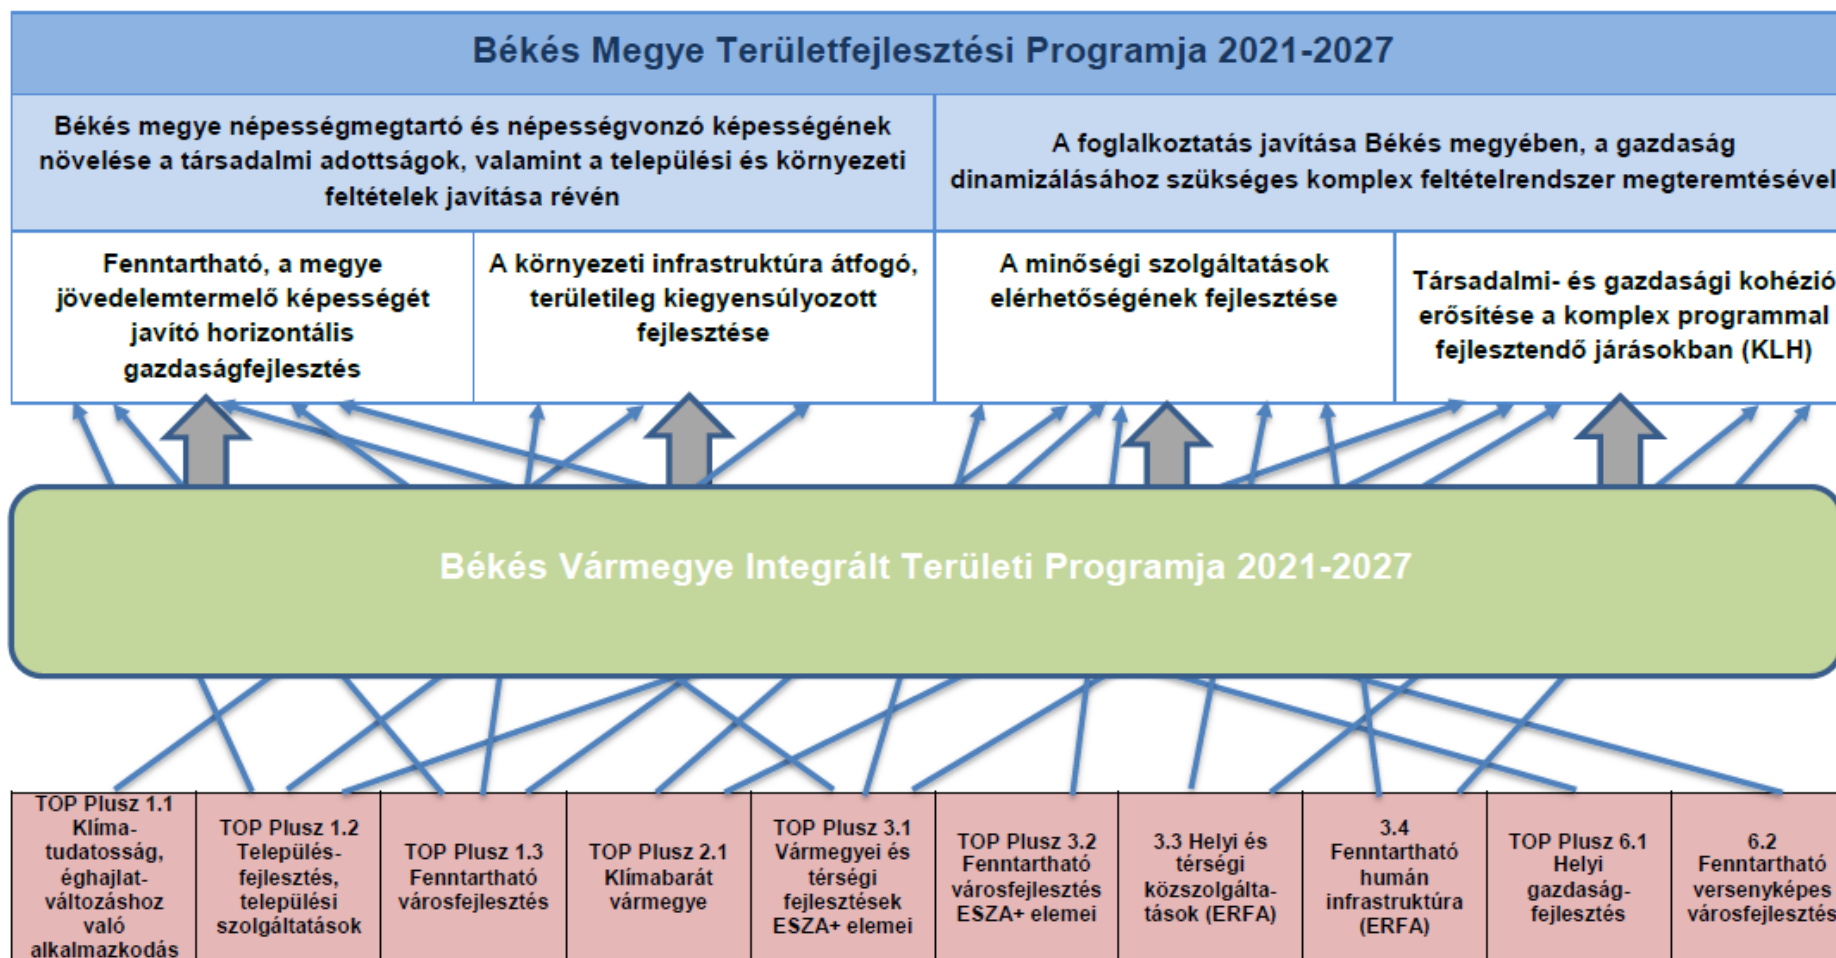 Békés Megye Területfejlesztési Programja 2021-2027
Békés megye népességmegtartó és népességvonzó képességének
növelése a társadalmi adottságok, valamint a települési és környezeti
feltételek javítása révén
A foglalkoztatás javítása Békés megyében, a gazdaság
dinamizálásához szükséges komplex feltételrendszer megteremtésével
Fenntartható, a megye
jövedelemtermelő képességét
javító horizontális
gazdaságfejlesztés
A környezeti infrastruktúra átfogó,
területileg kiegyensúlyozott
fejlesztése
A minőségi szolgáltatások
elérhetőségének fejlesztése
Társadalmi- és gazdasági kohézió
erősítése a komplex programmal
fejlesztendő járásokban (KLH)
Békés Vármegye Integrált Területi Programja 2021-2027
TOP Plusz 1.1
Klíma-
tudatosság,
éghajlat-
változáshoz
való
alkalmazkodás
TOP Plusz 1.2
Település-
fejlesztés,
települési
szolgáltatások
TOP Plusz 1.3
Fenntartható
városfejlesztés
TOP Plusz 2.1
Klímabarát
vármegye
TOP Plusz 3.1
Vármegyei és
térségi
fejlesztések
ESZA+ elemei
TOP Plusz 3.2
Fenntartható
városfejlesztés
ESZA+ elemei
3.3 Helyi és
térségi
közszolgálta-
tások (ERFA)
3.4
Fenntartható
humán
infrastruktúra
(ERFA)
TOP Plusz 6.1
Helyi
gazdaság-
fejlesztés
6.2
Fenntartható
versenyképes
városfejlesztés